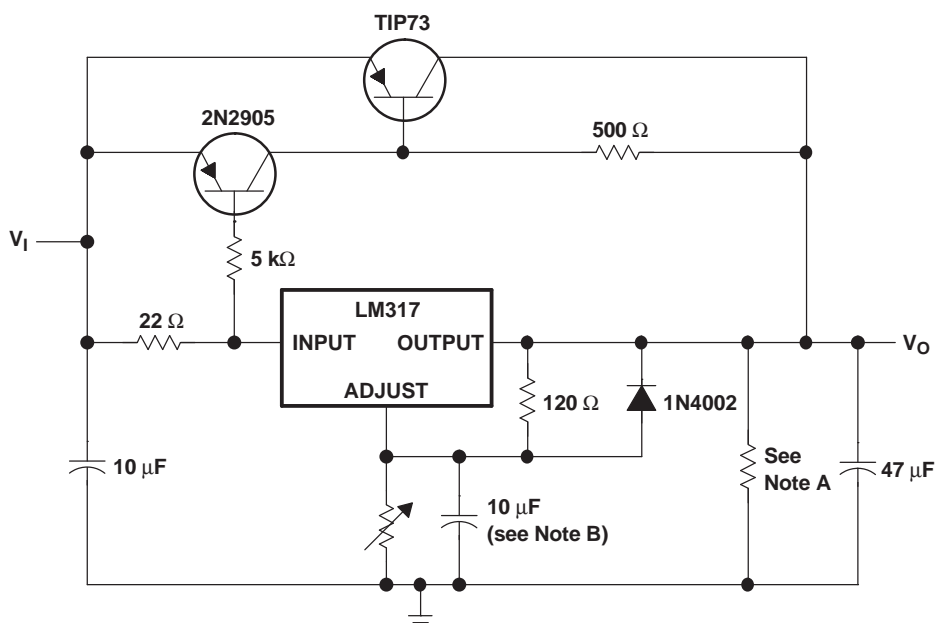 TIP73
2N2905
500 Ω
V_I
5 kΩ
22 Ω
LM317
INPUT OUTPUT
ADJUST
V_O
120 Ω
1N4002
10 μF
See
Note A
47 μF
10 μF
(see Note B)